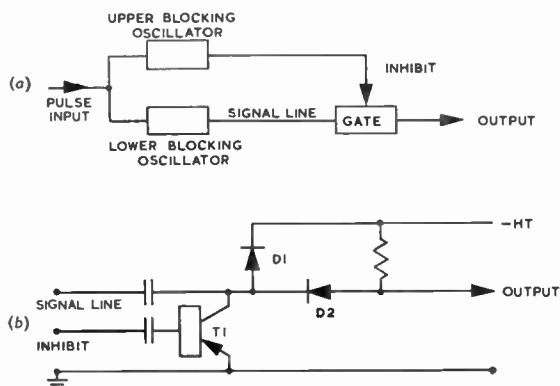 UPPER BLOCKING
OSCILLATOR
(a)
PULSE
INPUT
INHIBIT
SIGNAL LINE
GATE
OUTPUT
LOWER BLOCKING
OSCILLATOR
-HT
D1
SIGNAL LINE
D2
OUTPUT
(b)
INHIBIT
T1